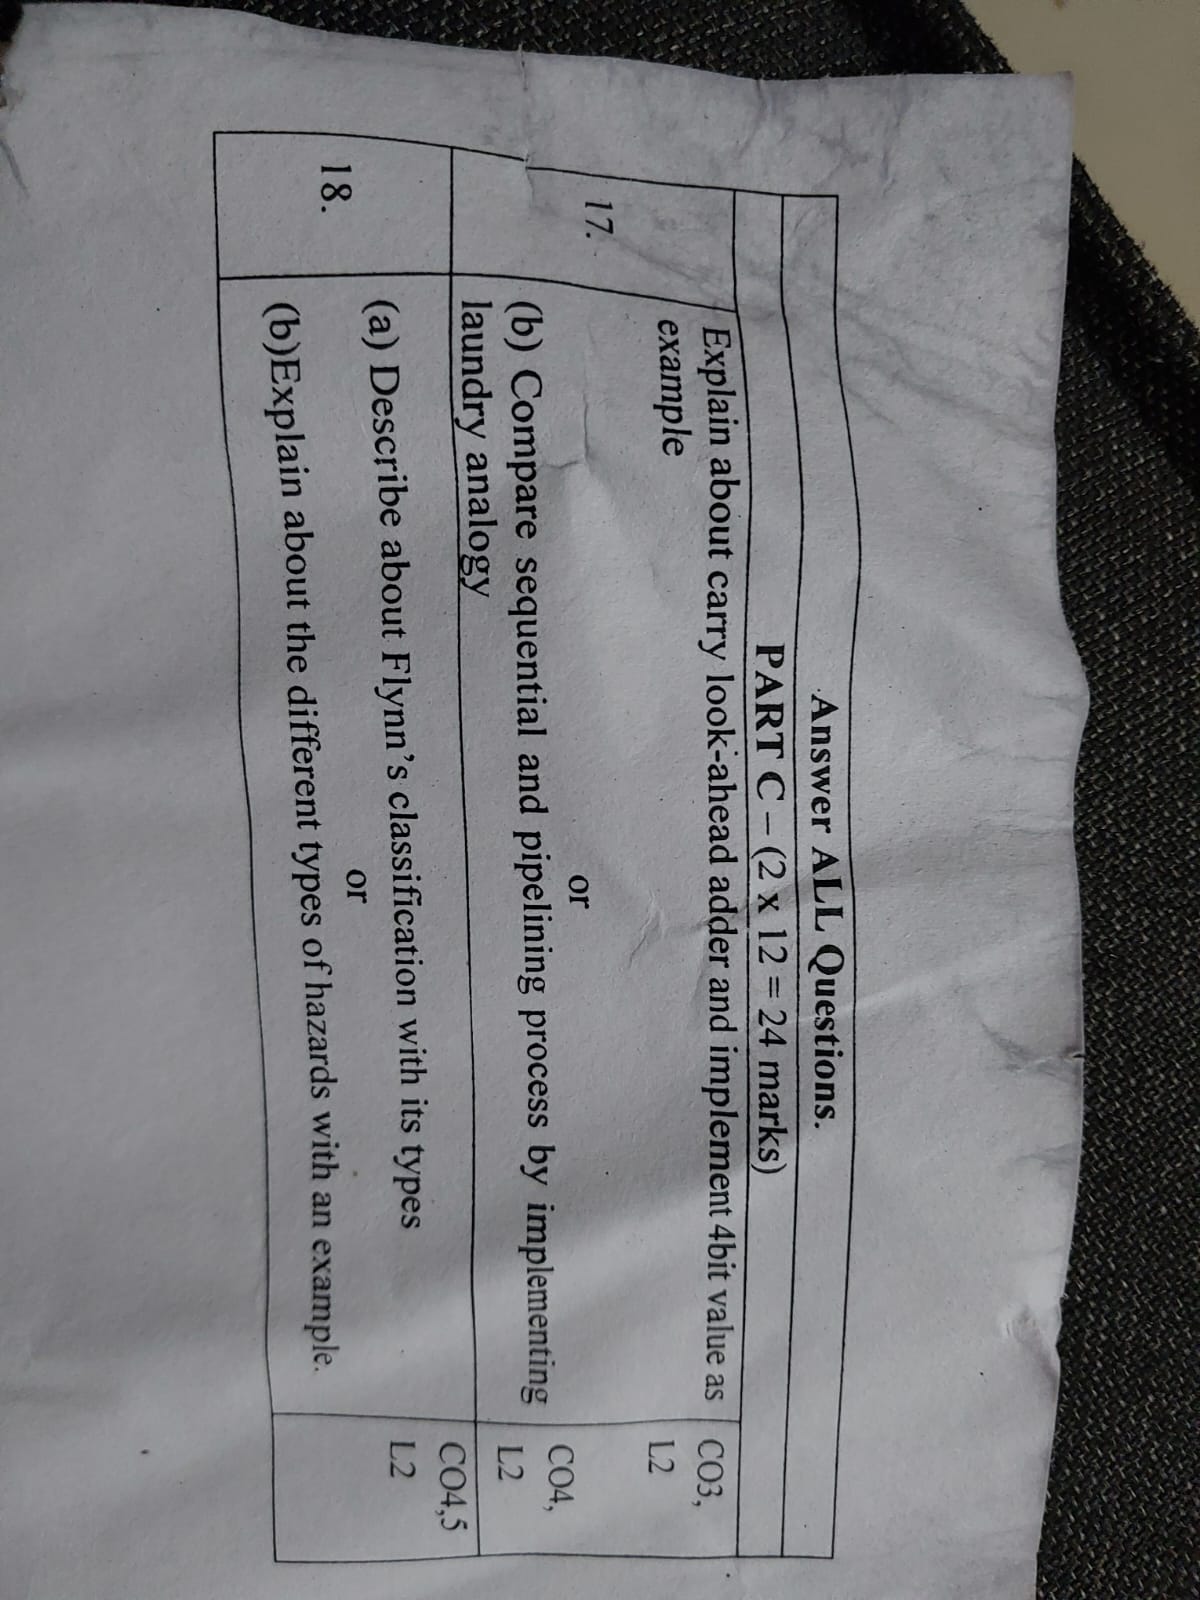 Answer ALL Questions.
PART C – (2 x 12 = 24 marks)
Explain about carry look-ahead adder and implement 4bit value as CO3,
example L2
17.
or
(b) Compare sequential and pipelining process by implementing CO4,
laundry analogy L2
(a) Describe about Flynn's classification with its types CO4,5
L2
18. or
(b)Explain about the different types of hazards with an example.